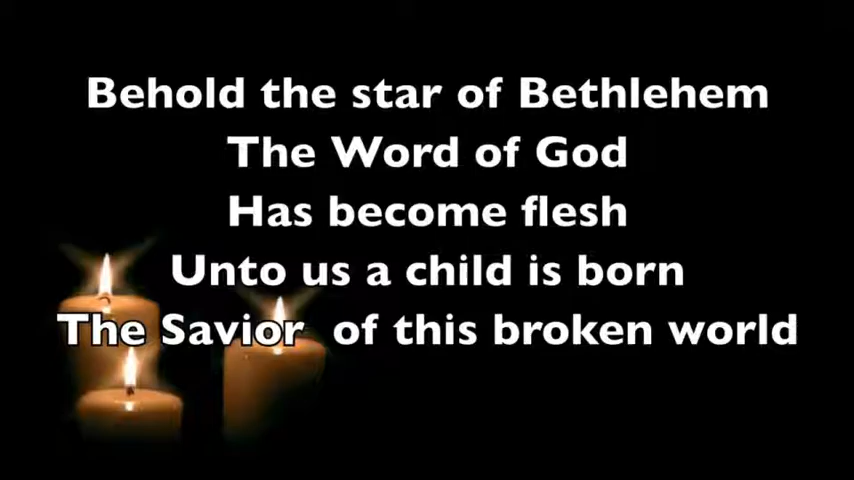 Behold the star of Bethlehem
The Word of God
Has become flesh
Unto us a child is born
The Savior of this broken world